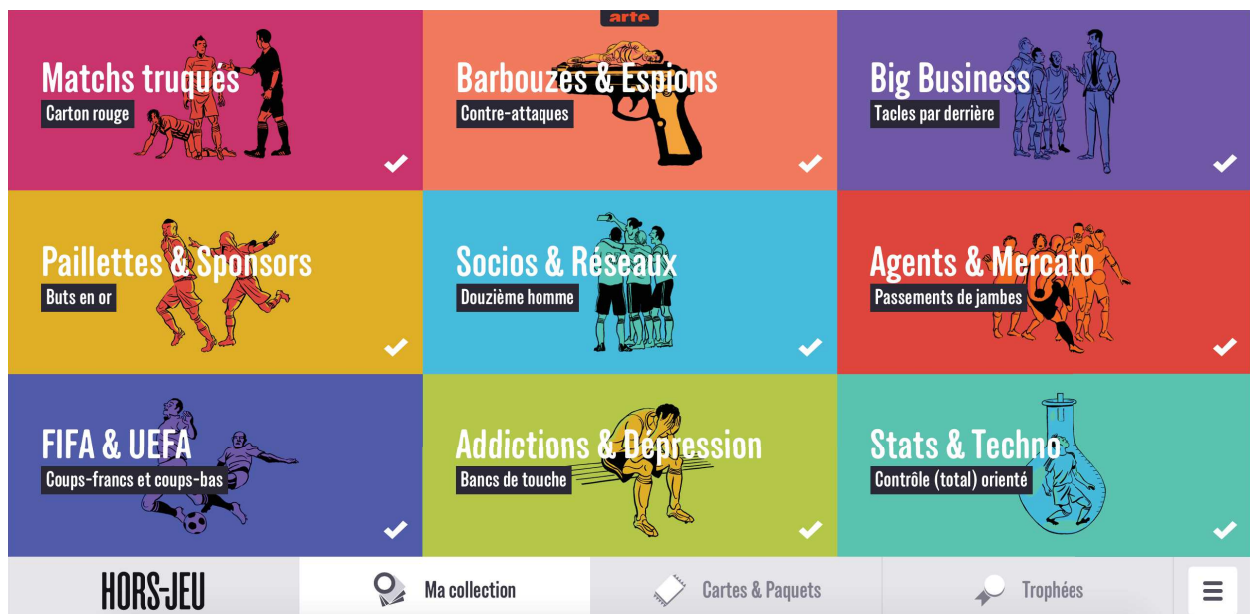 arte
Matchs truqués
Carton rouge
Barbouzes & Espions
Contre-attaques
Big Business
Tacles par derrière
Paillettes & Sponsors
Buts en or
Socios & Réseaux
Douzième homme
Agents & Mercato
Passements de jambes
FIFA & UEFA
Coups-francs et coups-bas
Addictions & Dépression
Bancs de touche
Stats & Techno
Contrôle (total) orienté
HORS-JEU
Ma collection
Cartes & Paquets
Trophées